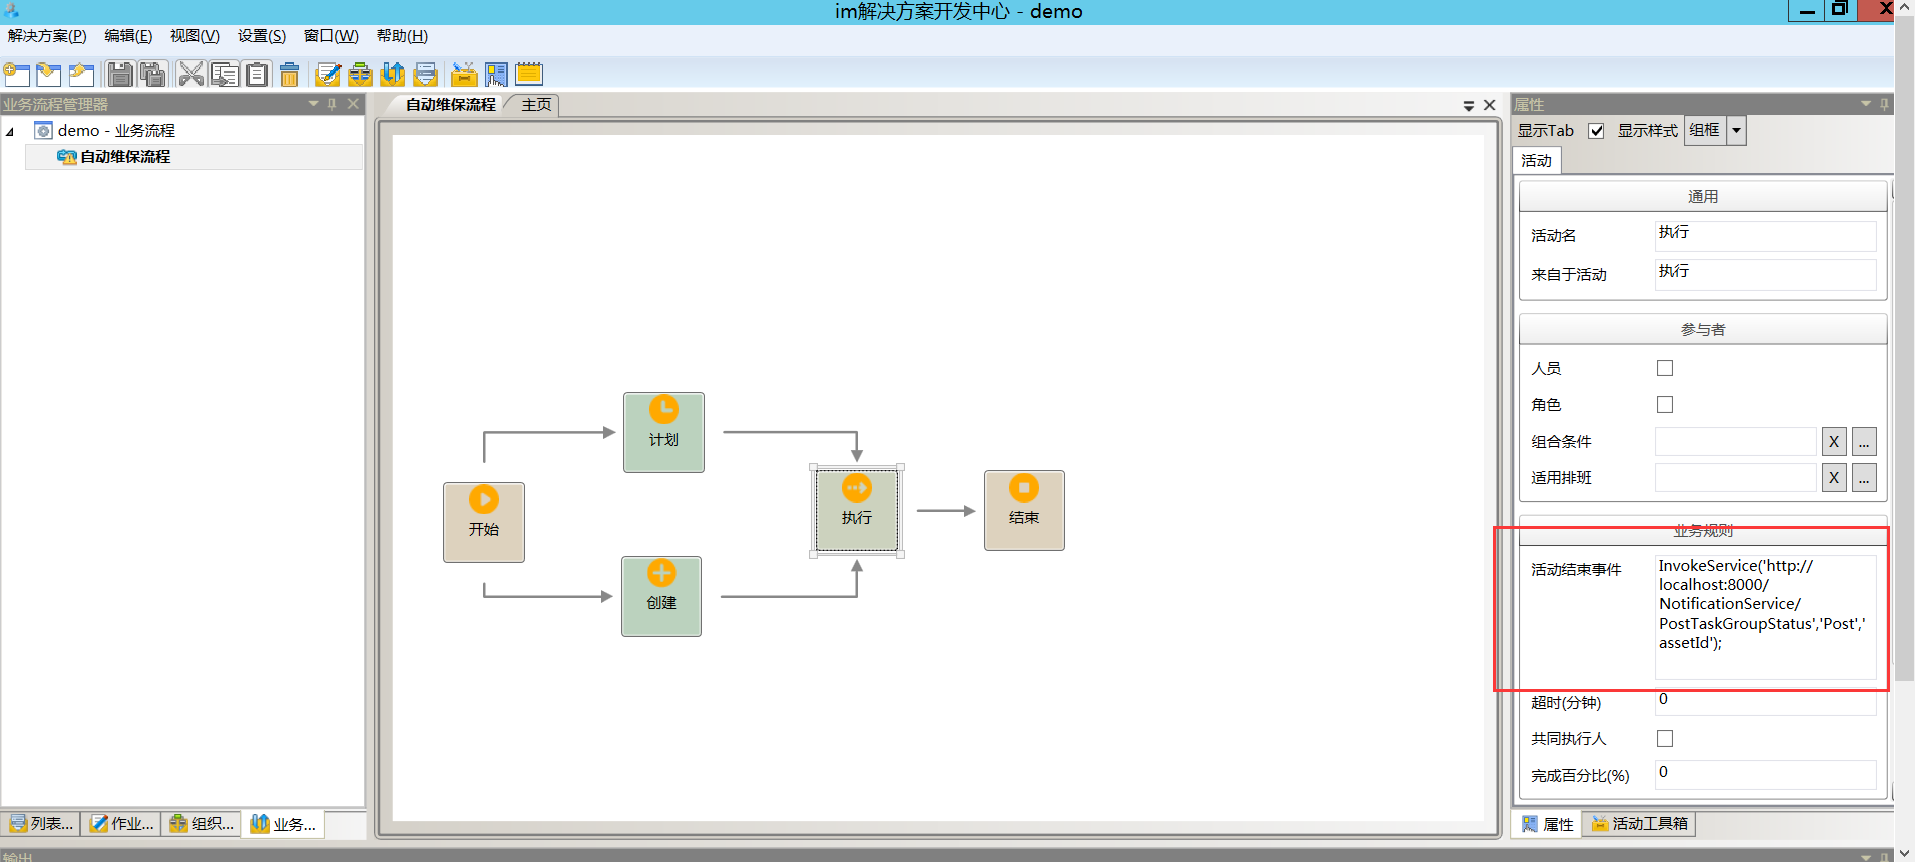 im解决方案开发中心 - demo
解决方案(P) 编辑(E) 视图(V) 设置(S) 窗口(W) 帮助(H)
业务流程管理器
demo - 业务流程
自动维保流程
列表... 作业... 组织... 业务...
自动维保流程 主页
计划
开始
执行
结束
创建
属性
显示Tab 显示样式 组框
活动
通用
活动名 执行
来自于活动 执行
参与者
人员
角色
组合条件 X ...
适用排班 X ...
业务规则
活动结束事件 InvokeService('http://
localhost:8000/
NotificationService/
PostTaskGroupStatus','Post','
assetId');
超时(分钟) 0
共同执行人
完成百分比(%) 0
属性 活动工具箱
输出